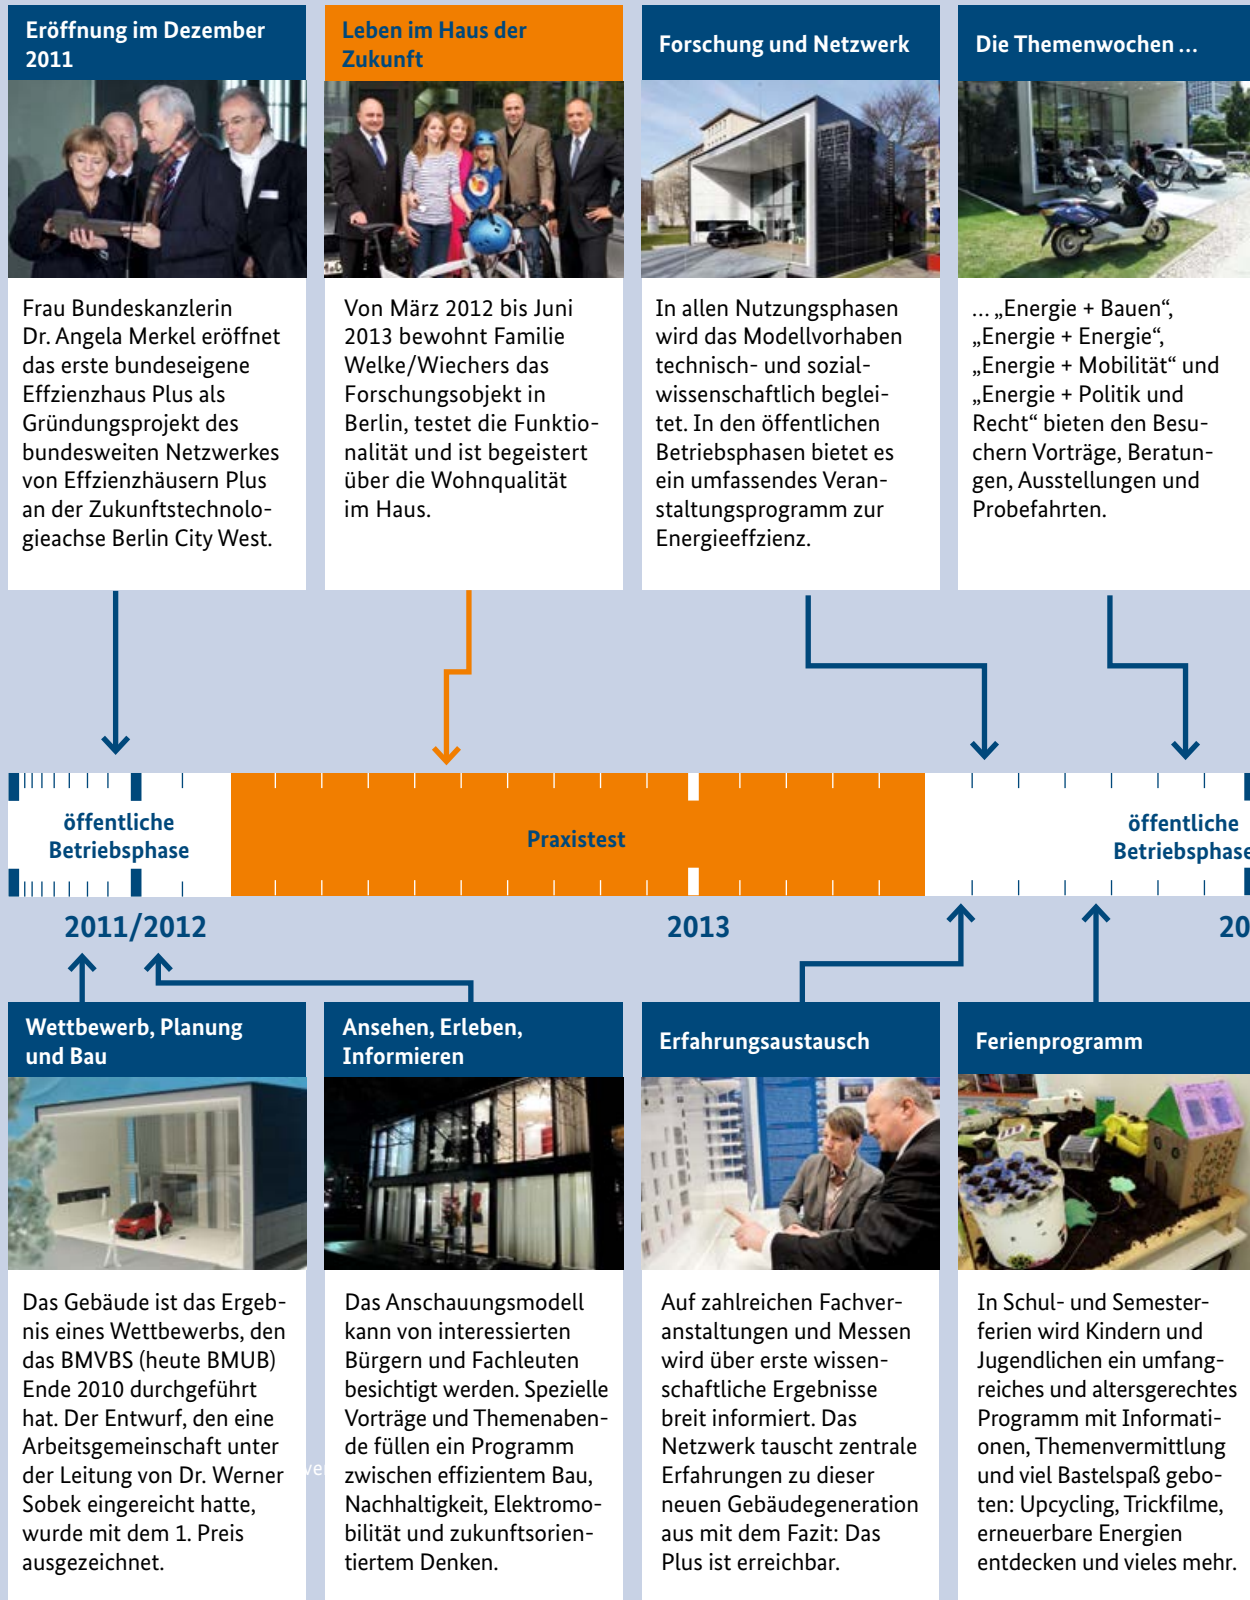 Eröffnung im Dezember
2011
Frau Bundeskanzlerin
Dr. Angela Merkel eröffnet
das erste bundeseigene
Effzienzhaus Plus als
Gründungsprojekt des
bundesweiten Netzwerkes
von Effzienzhäusern Plus
an der Zukunftstechnolo-
gieachse Berlin City West.
Leben im Haus der
Zukunft
Von März 2012 bis Juni
2013 bewohnt Familie
Welke/Wiechers das
Forschungsobjekt in
Berlin, testet die Funktio-
nalität und ist begeistert
über die Wohnqualität
im Haus.
Forschung und Netzwerk
In allen Nutzungsphasen
wird das Modellvorhaben
technisch- und sozial-
wissenschaftlich beglei-
tet. In den öffentlichen
Betriebsphasen bietet es
ein umfassendes Veran-
staltungsprogramm zur
Energieeffzienz.
Die Themenwochen ...
... „Energie + Bauen“,
„Energie + Energie“,
„Energie + Mobilität“ und
„Energie + Politik und
Recht“ bieten den Besu-
chern Vorträge, Beratun-
gen, Ausstellungen und
Probefahrten.
öffentliche
Betriebsphase
Praxistest
öffentliche
Betriebsphase
2011/2012
2013
20
Wettbewerb, Planung
und Bau
Das Gebäude ist das Ergeb-
nis eines Wettbewerbs, den
das BMVBS (heute BMUB)
Ende 2010 durchgeführt
hat. Der Entwurf, den eine
Arbeitsgemeinschaft unter
der Leitung von Dr. Werner
Sobek eingereicht hatte,
wurde mit dem 1. Preis
ausgezeichnet.
Ansehen, Erleben,
Informieren
Das Anschauungsmodell
kann von interessierten
Bürgern und Fachleuten
besichtigt werden. Spezielle
Vorträge und Themenaben-
de füllen ein Programm
zwischen effizientem Bau,
Nachhaltigkeit, Elektromo-
bilität und zukunftsorien-
tiertem Denken.
Erfahrungsaustausch
Auf zahlreichen Fachver-
anstaltungen und Messen
wird über erste wissen-
schaftliche Ergebnisse
breit informiert. Das
Netzwerk tauscht zentrale
Erfahrungen zu dieser
neuen Gebäudegeneration
aus mit dem Fazit: Das
Plus ist erreichbar.
Ferienprogramm
In Schul- und Semester-
ferien wird Kindern und
Jugendlichen ein umfang-
reiches und altersgerechtes
Programm mit Informati-
onen, Themenvermittlung
und viel Bastelspaß gebo-
ten: Upcycling, Trickfilme,
erneuerbare Energien
entdecken und vieles mehr.